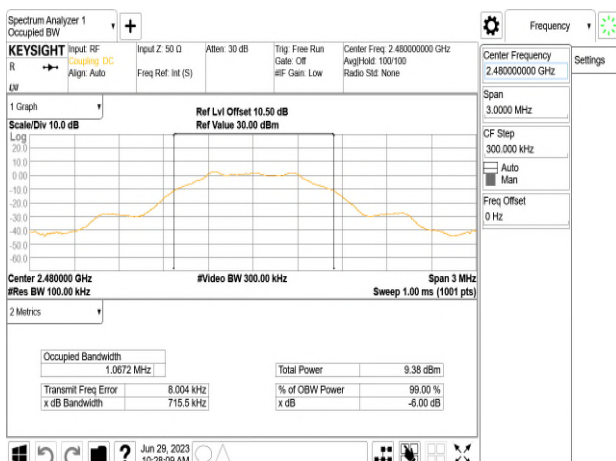 Spectrum Analyzer 1
Occupied BW
+
Frequency
KEYSIGHT Input: RF Input Z: 50 Ω Atten: 30 dB Trig: Free Run Center Freq: 2.480000000 GHz
R Coupling: DC Gate: Off Avg|Hold: 100/100
Align: Auto Freq Ref: Int (S) #IF Gain: Low Radio Std: None
LXI
Center Frequency
2.480000000 GHz
Settings
Span
3.0000 MHz
CF Step
300.000 kHz
Auto
Man
Freq Offset
0 Hz
1 Graph
Ref Lvl Offset 10.50 dB
Scale/Div 10.0 dB Ref Value 30.00 dBm
Log
20.0
10.0
0.00
-10.0
-20.0
-30.0
-40.0
-50.0
-60.0
Center 2.480000 GHz #Video BW 300.00 kHz Span 3 MHz
#Res BW 100.00 kHz Sweep 1.00 ms (1001 pts)
2 Metrics
Occupied Bandwidth
1.0672 MHz Total Power 9.38 dBm
Transmit Freq Error 8.004 kHz % of OBW Power 99.00 %
x dB Bandwidth 715.5 kHz x dB -6.00 dB
? Jun 29, 2023
10:28:09 AM